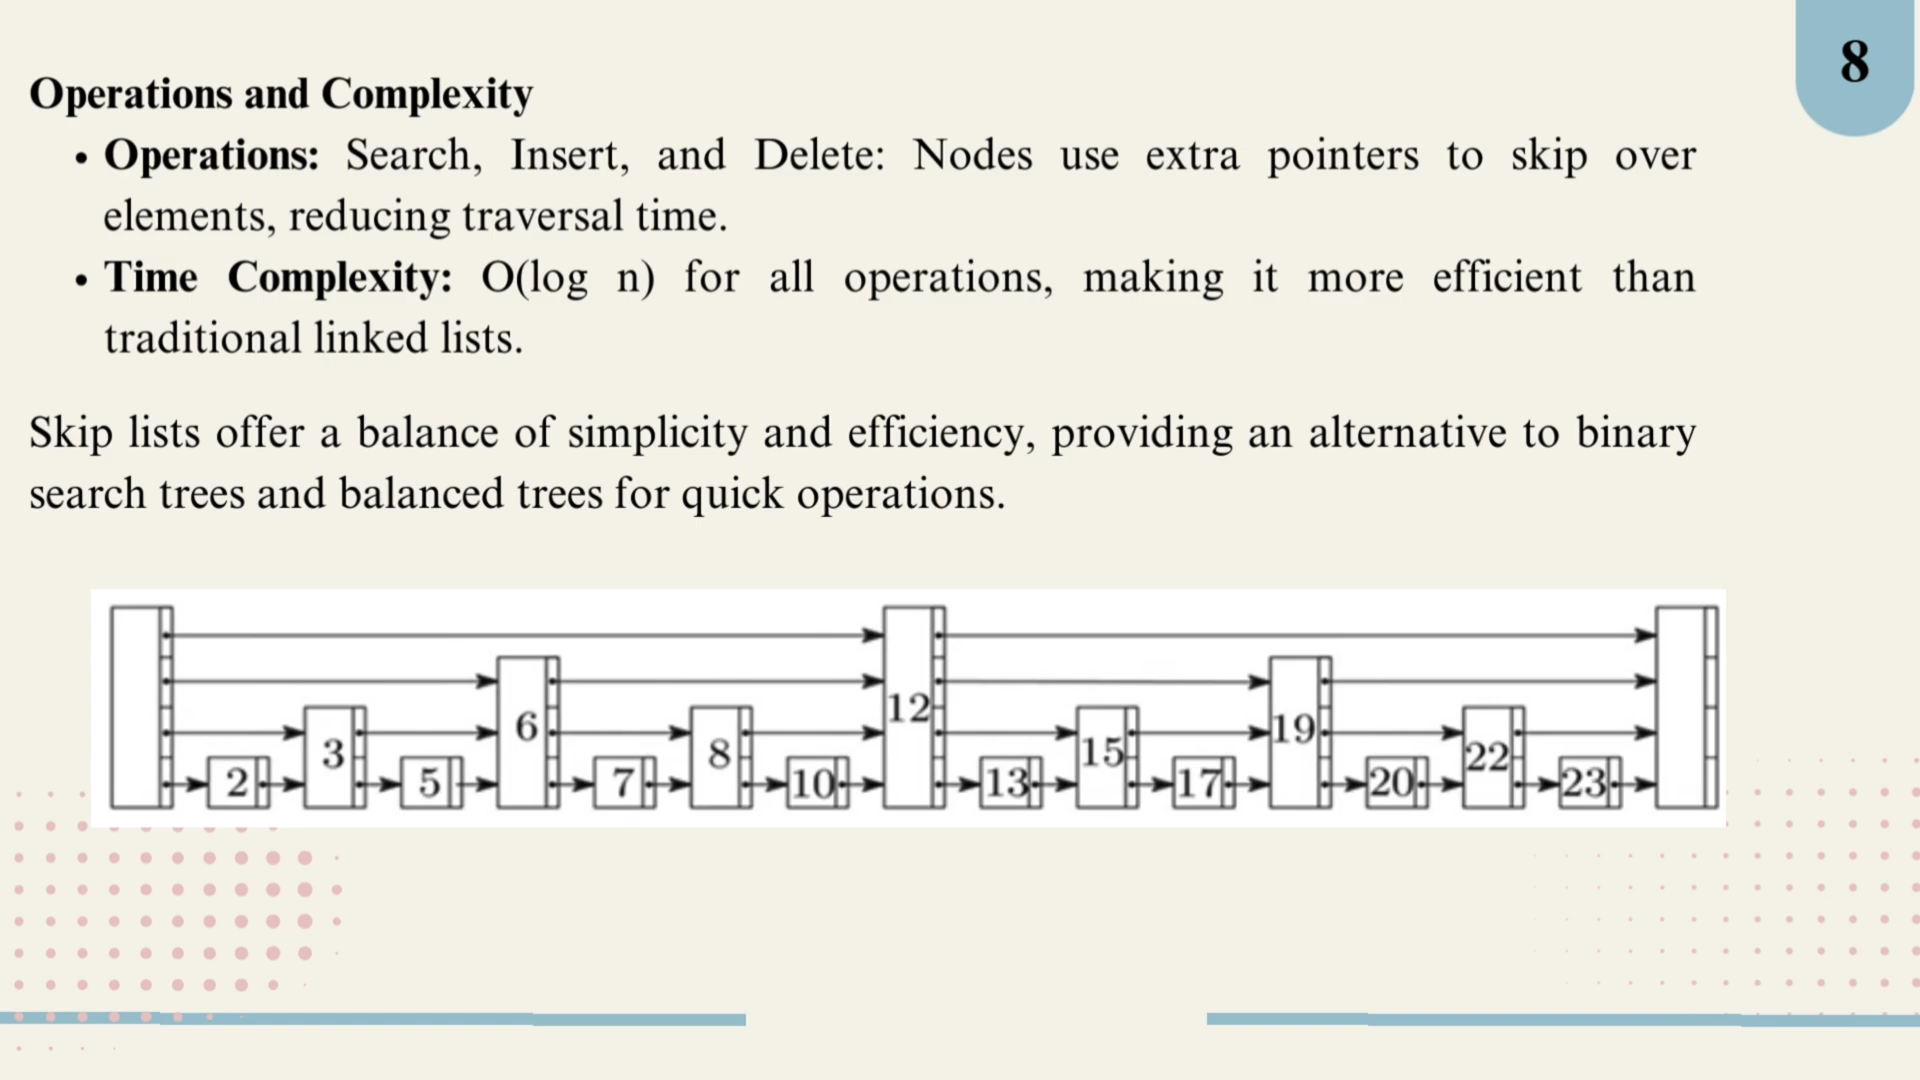 8
Operations and Complexity
• Operations: Search, Insert, and Delete: Nodes use extra pointers to skip over
elements, reducing traversal time.
• Time Complexity: O(log n) for all operations, making it more efficient than
traditional linked lists.
Skip lists offer a balance of simplicity and efficiency, providing an alternative to binary
search trees and balanced trees for quick operations.
2 3 5 6 7 8 10 12 13 15 17 19 20 22 23